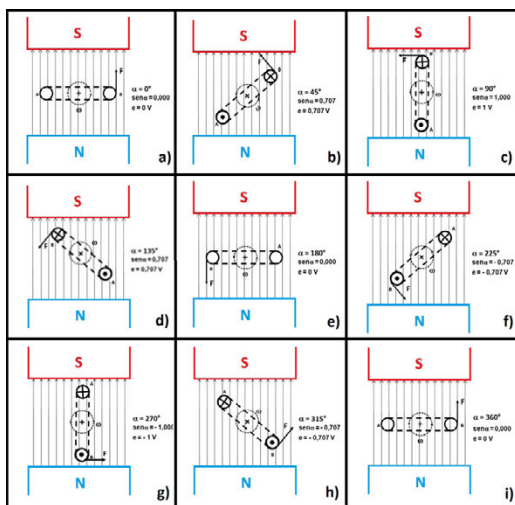 S
F
A
B
ω
α = 0°
senα = 0,000
e = 0 V
N
a)
S
F
B
A
ω
α = 45°
senα = 0,707
e = 0,707 V
N
b)
S
F
B
ω
A
α = 90°
senα = 1,000
e = 1 V
N
c)
S
B
F
ω
A
α = 135°
senα = 0,707
e = 0,707 V
N
d)
S
B
A
F
ω
α = 180°
senα = 0,000
e = 0 V
N
e)
S
A
ω
B
F
α = 225°
senα = - 0,707
e = - 0,707 V
N
f)
S
A
ω
B
F
α = 270°
senα = - 1,000
e = - 1 V
N
g)
S
A
ω
F
B
α = 315°
senα = - 0,707
e = - 0,707 V
N
h)
S
F
A
B
ω
α = 360°
senα = 0,000
e = 0 V
N
i)